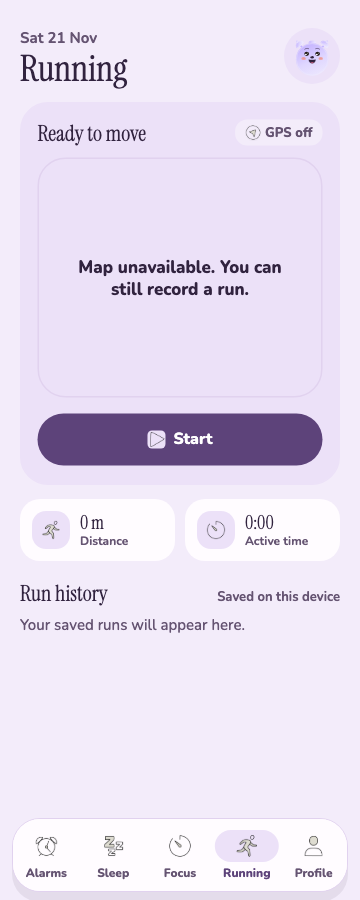 Sat 21 Nov
Running
Ready to move
GPS off
Map unavailable. You can
still record a run.
Start
0 m
Distance
0:00
Active time
Run history
Saved on this device
Your saved runs will appear here.
Alarms
Sleep
Focus
Running
Profile